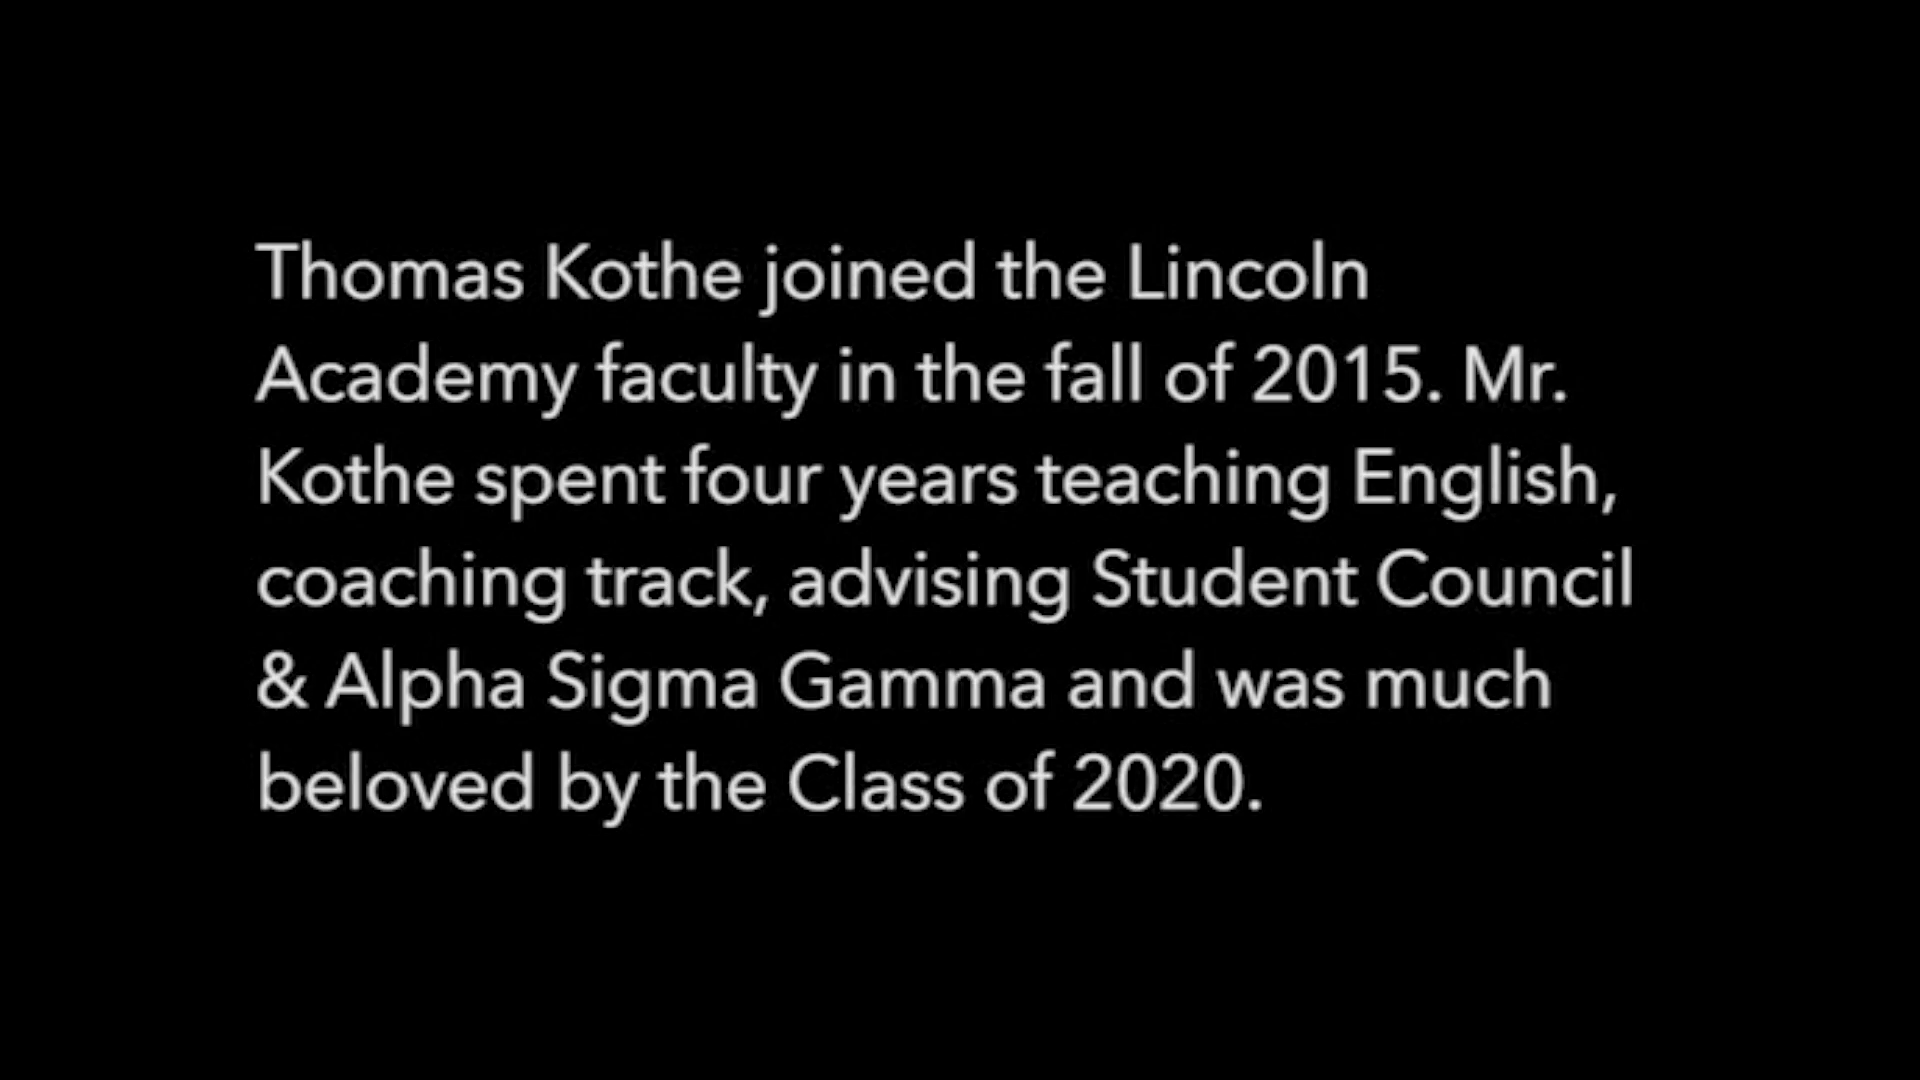 Thomas Kothe joined the Lincoln
Academy faculty in the fall of 2015. Mr.
Kothe spent four years teaching English,
coaching track, advising Student Council
& Alpha Sigma Gamma and was much
beloved by the Class of 2020.